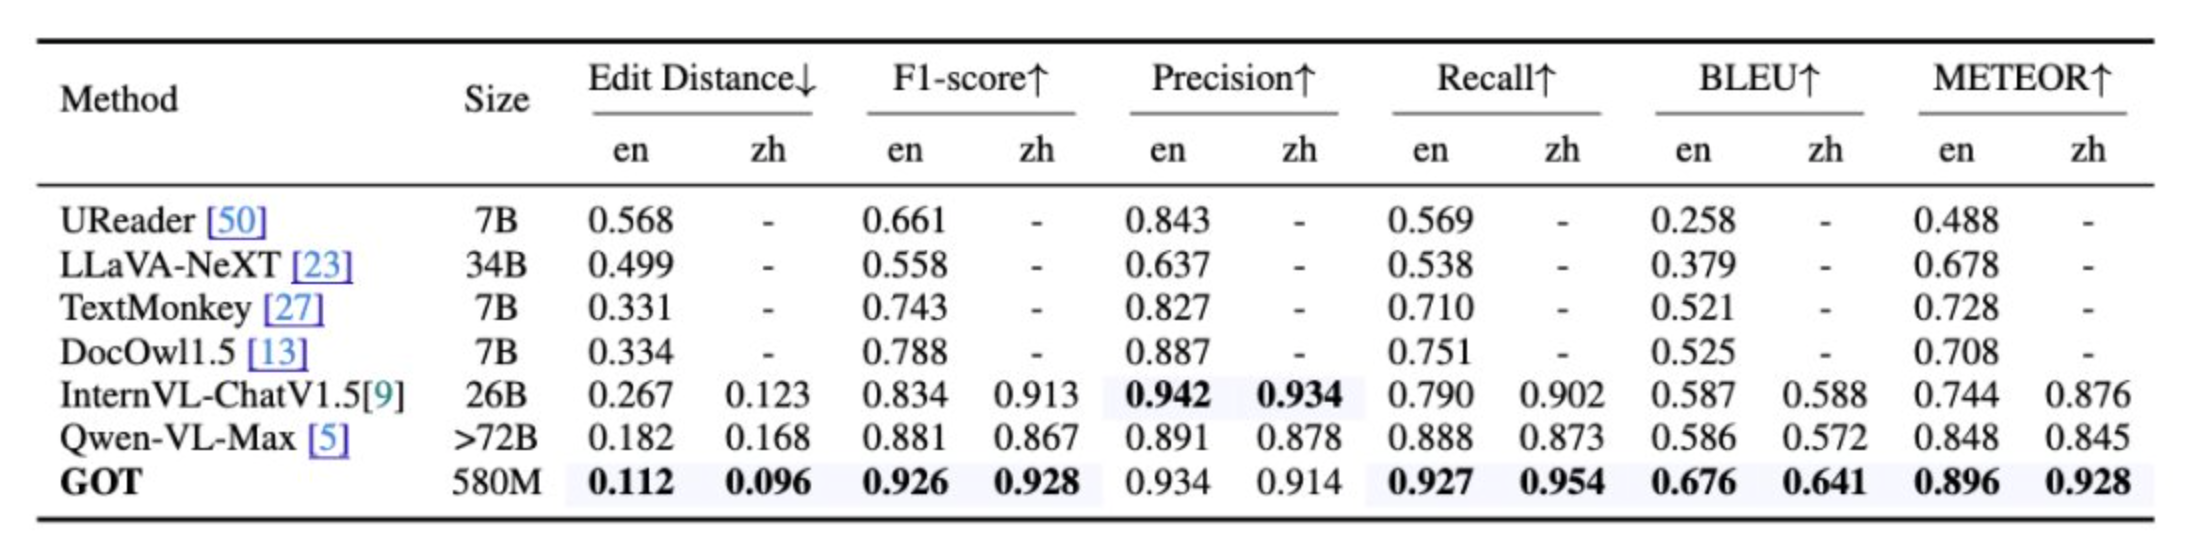 Method Size Edit Distance↓ F1-score↑ Precision↑ Recall↑ BLEU↑ METEOR↑
en zh en zh en zh en zh en zh en zh
UReader [50] 7B 0.568 - 0.661 - 0.843 - 0.569 - 0.258 - 0.488 -
LLaVA-NeXT [23] 34B 0.499 - 0.558 - 0.637 - 0.538 - 0.379 - 0.678 -
TextMonkey [27] 7B 0.331 - 0.743 - 0.827 - 0.710 - 0.521 - 0.728 -
DocOwl1.5 [13] 7B 0.334 - 0.788 - 0.887 - 0.751 - 0.525 - 0.708 -
InternVL-ChatV1.5[9] 26B 0.267 0.123 0.834 0.913 0.942 0.934 0.790 0.902 0.587 0.588 0.744 0.876
Qwen-VL-Max [5] >72B 0.182 0.168 0.881 0.867 0.891 0.878 0.888 0.873 0.586 0.572 0.848 0.845
GOT 580M 0.112 0.096 0.926 0.928 0.934 0.914 0.927 0.954 0.676 0.641 0.896 0.928